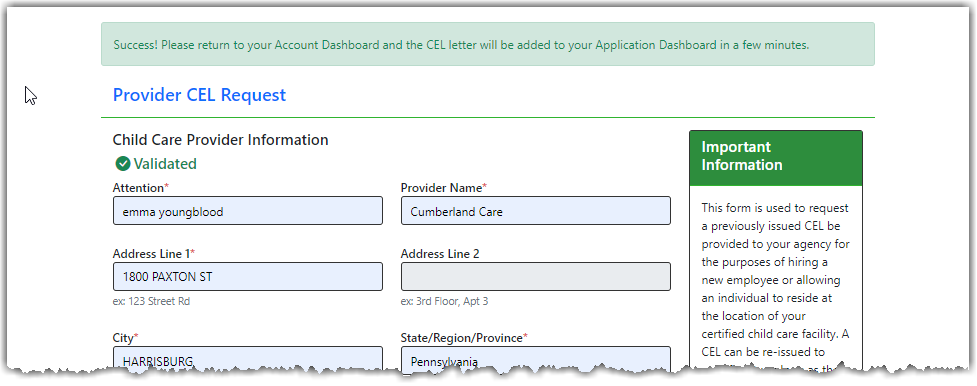 Success! Please return to your Account Dashboard and the CEL letter will be added to your Application Dashboard in a few minutes.
Provider CEL Request
Child Care Provider Information
Validated
Attention*
Provider Name*
emma youngblood
Cumberland Care
Address Line 1*
Address Line 2
1800 PAXTON ST
ex: 123 Street Rd
ex: 3rd Floor, Apt 3
City*
State/Region/Province*
HARRISBURG
Pennsylvania
Important
Information
This form is used to request
a previously issued CEL be
provided to your agency for
the purposes of hiring a
new employee or allowing
an individual to reside at
the location of your
certified child care facility. A
CEL can be re-issued to